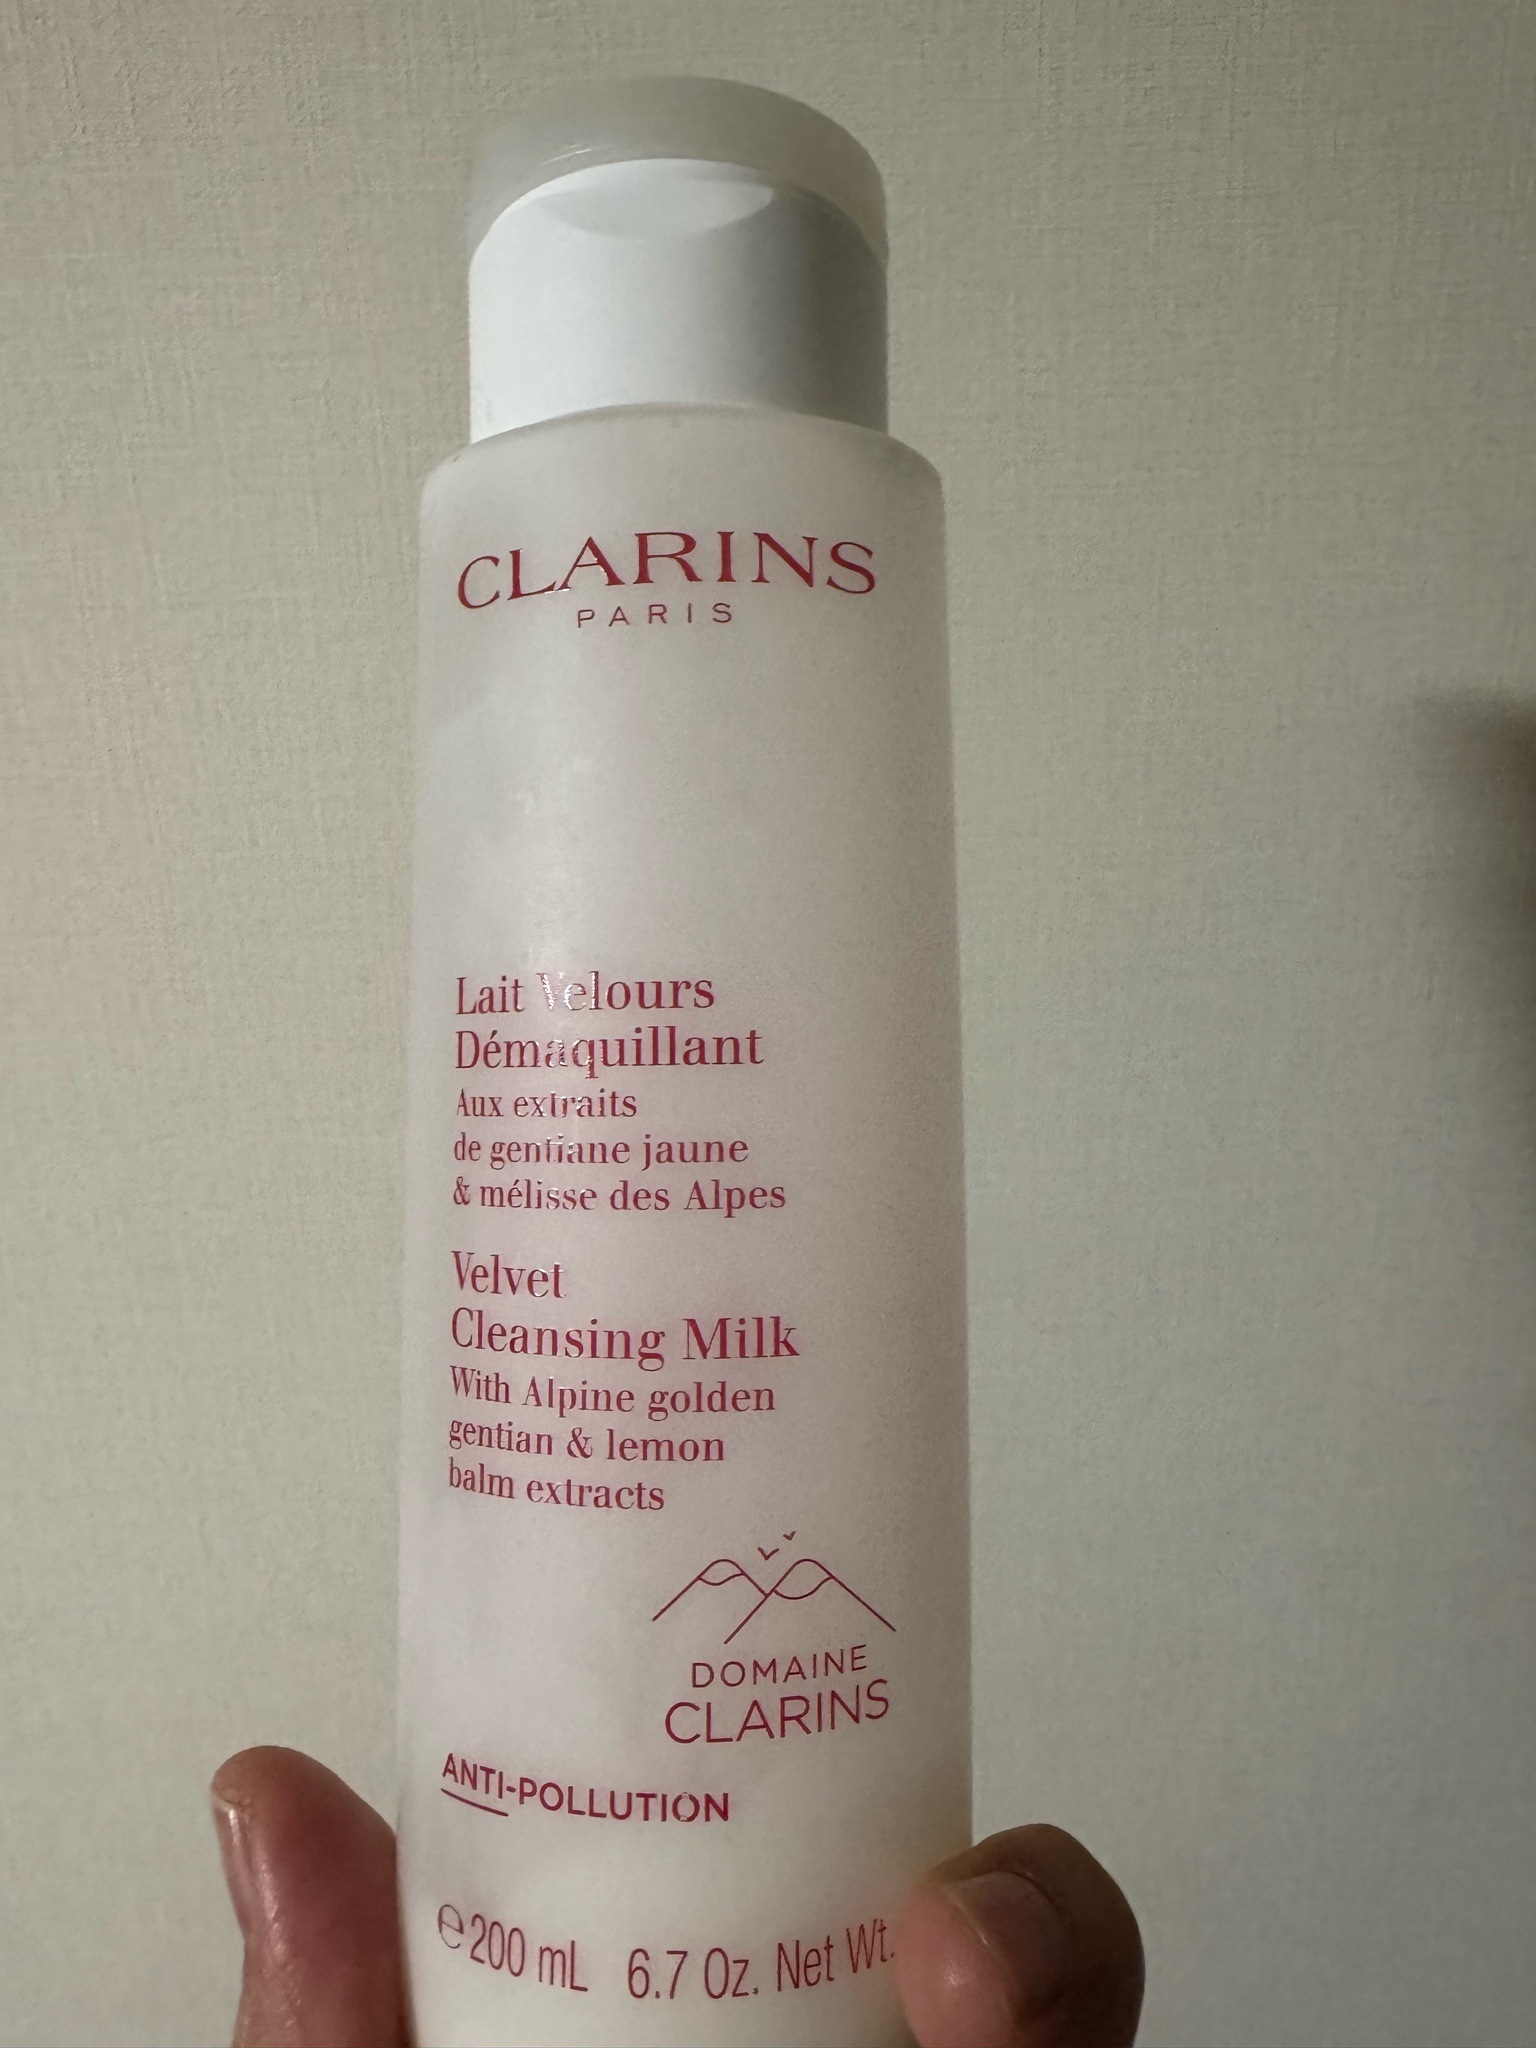 CLARINS
PARIS
Lait Velours
Démaquillant
Aux extraits
de gentiane jaune
& mélisse des Alpes
Velvet
Cleansing Milk
With Alpine golden
gentian & lemon
balm extracts
DOMAINE
CLARINS
ANTI-POLLUTION
℮ 200 mL 6.7 Oz. Net Wt.